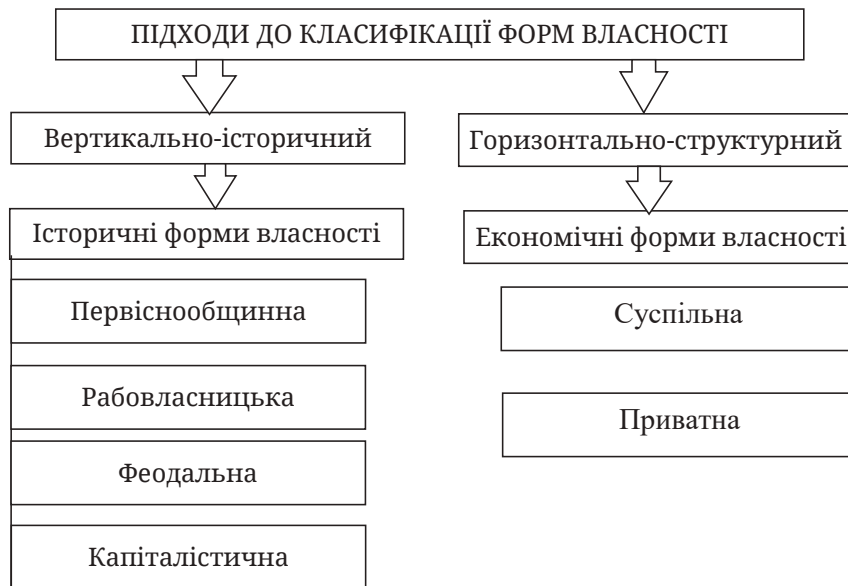 ПІДХОДИ ДО КЛАСИФІКАЦІЇ ФОРМ ВЛАСНОСТІ
Вертикально-історичний
Історичні форми власності
Первіснообщинна
Рабовласницька
Феодальна
Капіталістична
Горизонтально-структурний
Економічні форми власності
Суспільна
Приватна